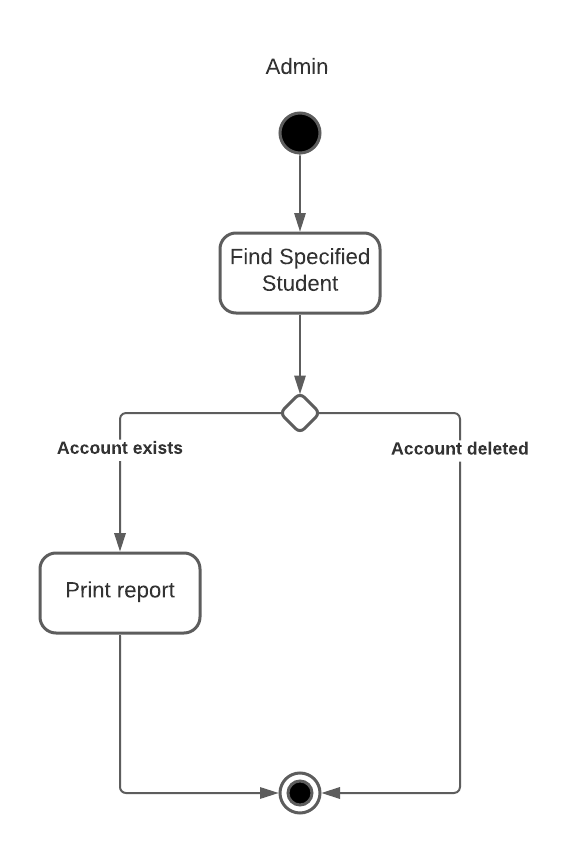 Admin
Find Specified
Student
Account exists
Account deleted
Print report